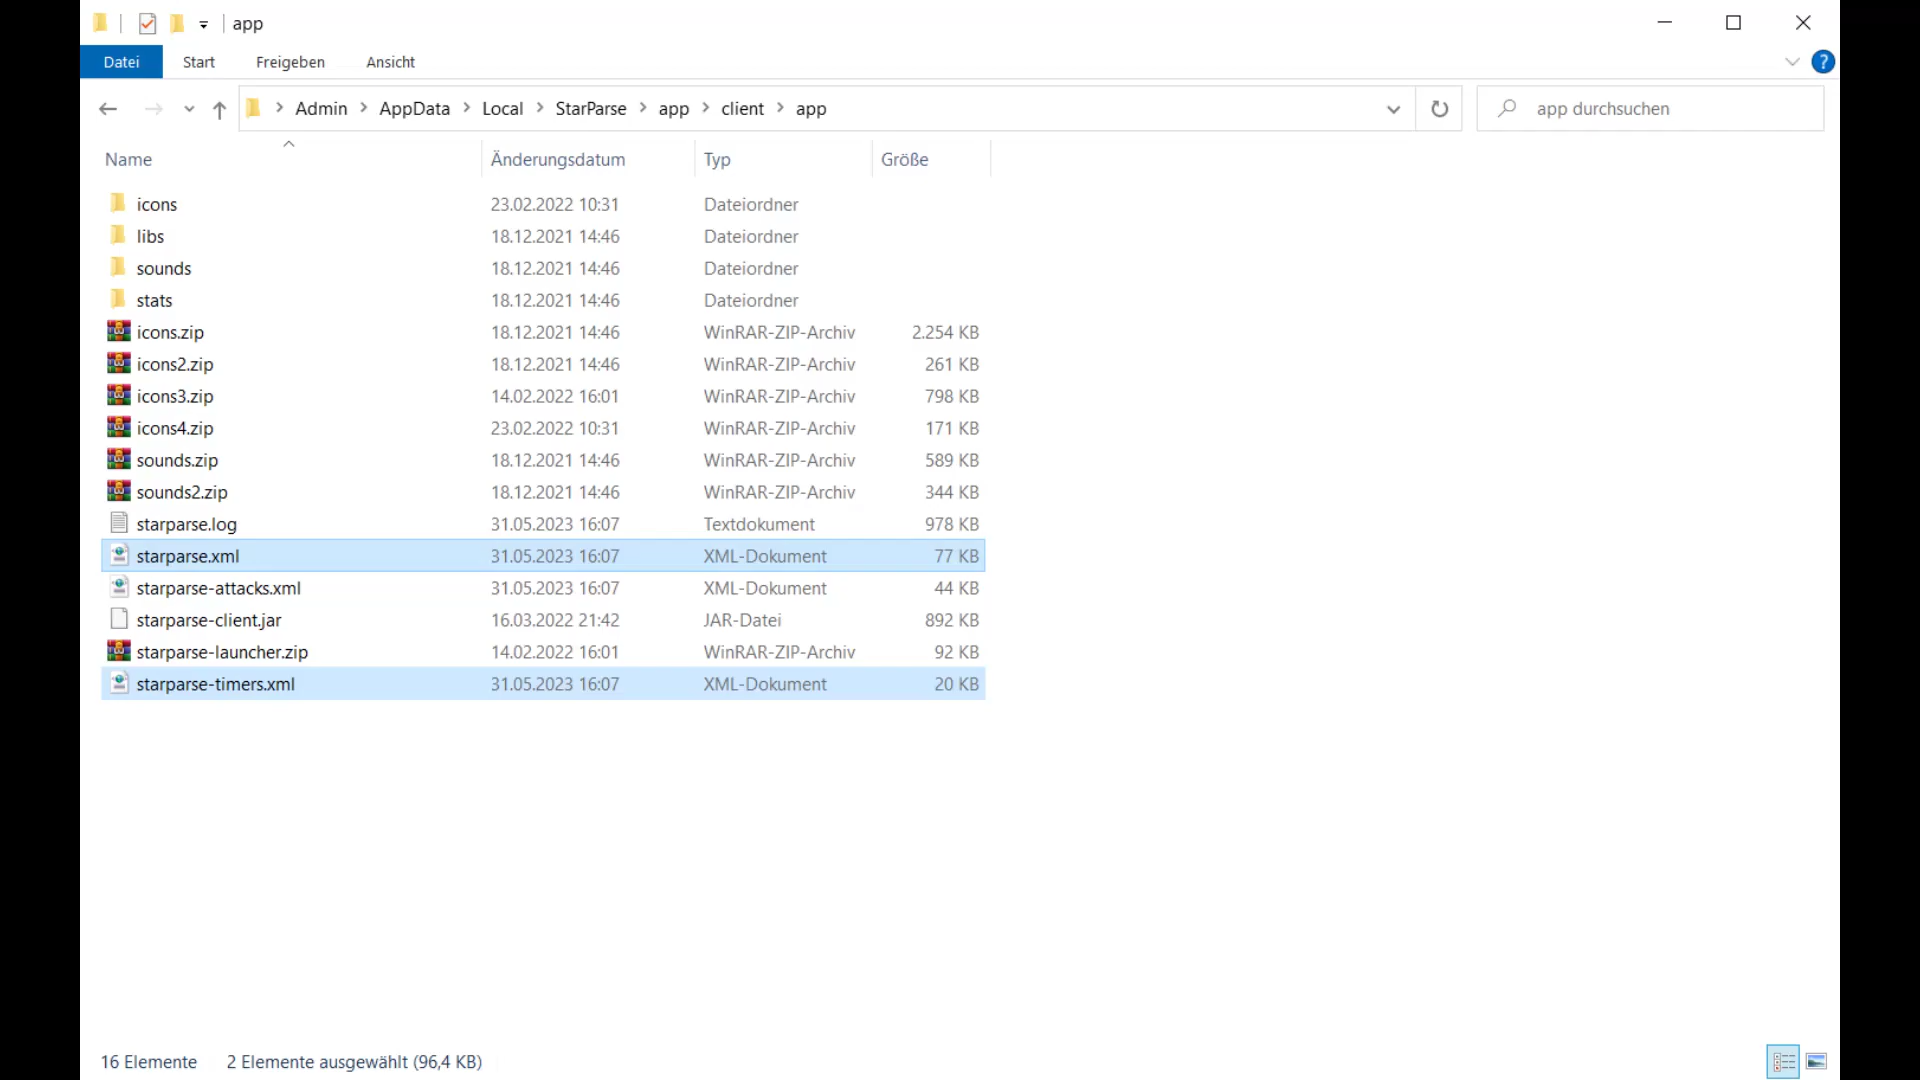 app
Datei Start Freigeben Ansicht ?
Admin > AppData > Local > StarParse > app > client > app
app durchsuchen
Name Änderungsdatum Typ Größe
icons 23.02.2022 10:31 Dateiordner
libs 18.12.2021 14:46 Dateiordner
sounds 18.12.2021 14:46 Dateiordner
stats 18.12.2021 14:46 Dateiordner
icons.zip 18.12.2021 14:46 WinRAR-ZIP-Archiv 2.254 KB
icons2.zip 18.12.2021 14:46 WinRAR-ZIP-Archiv 261 KB
icons3.zip 14.02.2022 16:01 WinRAR-ZIP-Archiv 798 KB
icons4.zip 23.02.2022 10:31 WinRAR-ZIP-Archiv 171 KB
sounds.zip 18.12.2021 14:46 WinRAR-ZIP-Archiv 589 KB
sounds2.zip 18.12.2021 14:46 WinRAR-ZIP-Archiv 344 KB
starparse.log 31.05.2023 16:07 Textdokument 978 KB
starparse.xml 31.05.2023 16:07 XML-Dokument 77 KB
starparse-attacks.xml 31.05.2023 16:07 XML-Dokument 44 KB
starparse-client.jar 16.03.2022 21:42 JAR-Datei 892 KB
starparse-launcher.zip 14.02.2022 16:01 WinRAR-ZIP-Archiv 92 KB
starparse-timers.xml 31.05.2023 16:07 XML-Dokument 20 KB
16 Elemente 2 Elemente ausgewählt (96,4 KB)